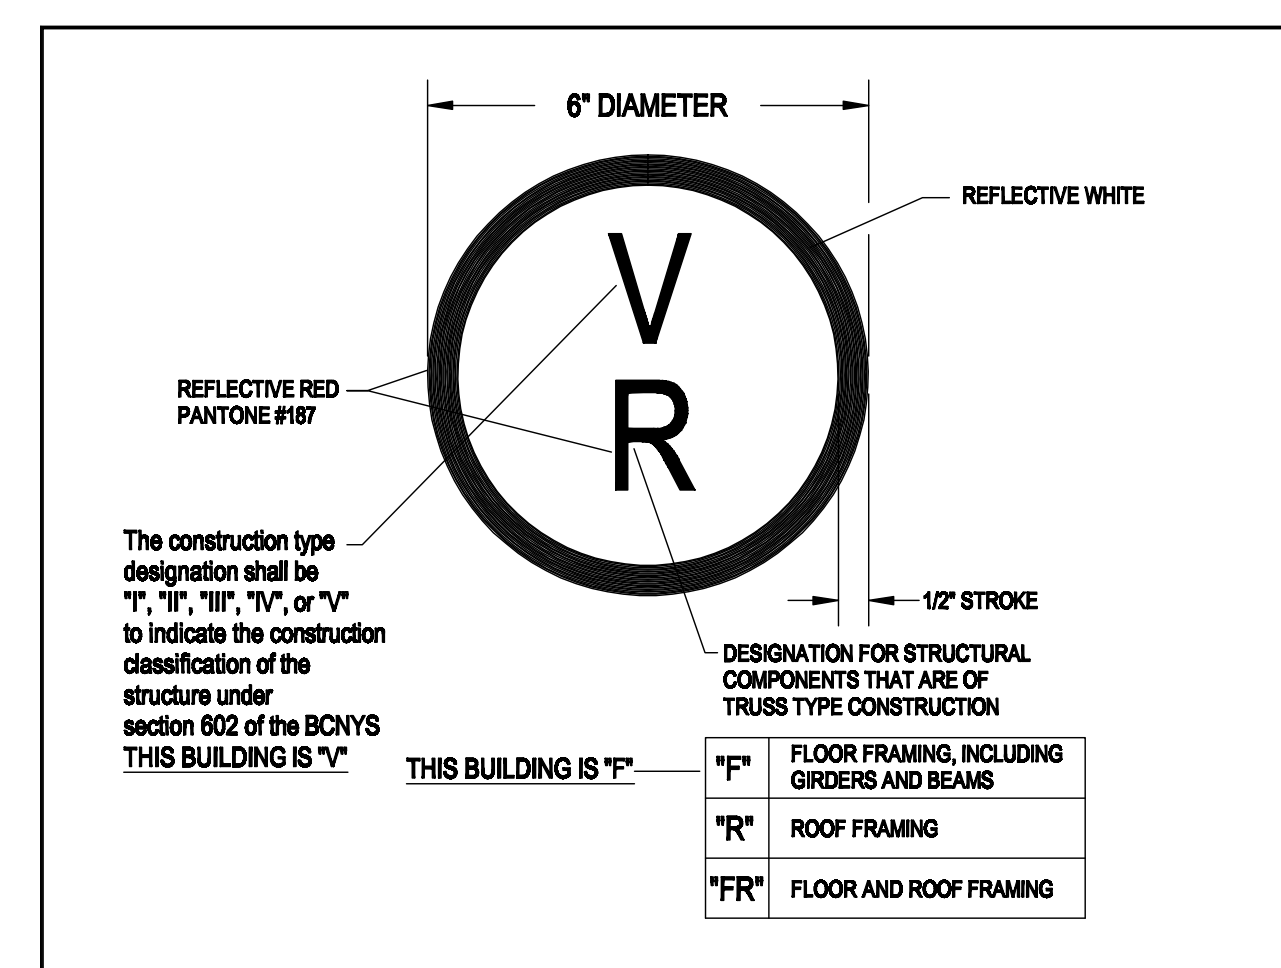 6" DIAMETER
REFLECTIVE WHITE
V
R
REFLECTIVE RED
PANTONE #187
The construction type
designation shall be
"I", "II", "III", "IV", or "V"
to indicate the construction
classification of the
structure under
section 602 of the BCNYS
THIS BUILDING IS "V"
1/2" STROKE
DESIGNATION FOR STRUCTURAL
COMPONENTS THAT ARE OF
TRUSS TYPE CONSTRUCTION
THIS BUILDING IS "F"
"F" FLOOR FRAMING, INCLUDING
GIRDERS AND BEAMS
"R" ROOF FRAMING
"FR" FLOOR AND ROOF FRAMING